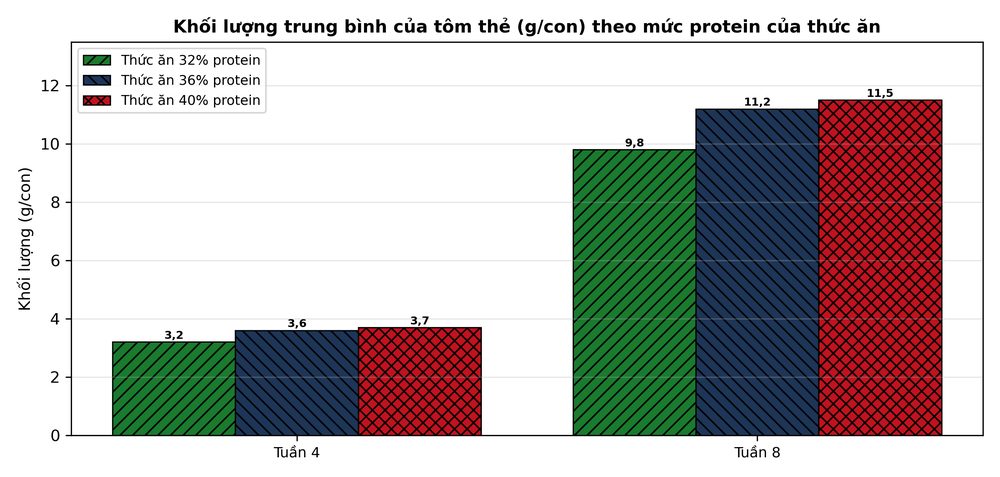 Khối lượng trung bình của tôm thẻ (g/con) theo mức protein của thức ăn
Thức ăn 32% protein
Thức ăn 36% protein
Thức ăn 40% protein
Khối lượng (g/con)
12
10
8
6
4
2
0
3,2
3,6
3,7
9,8
11,2
11,5
Tuần 4
Tuần 8